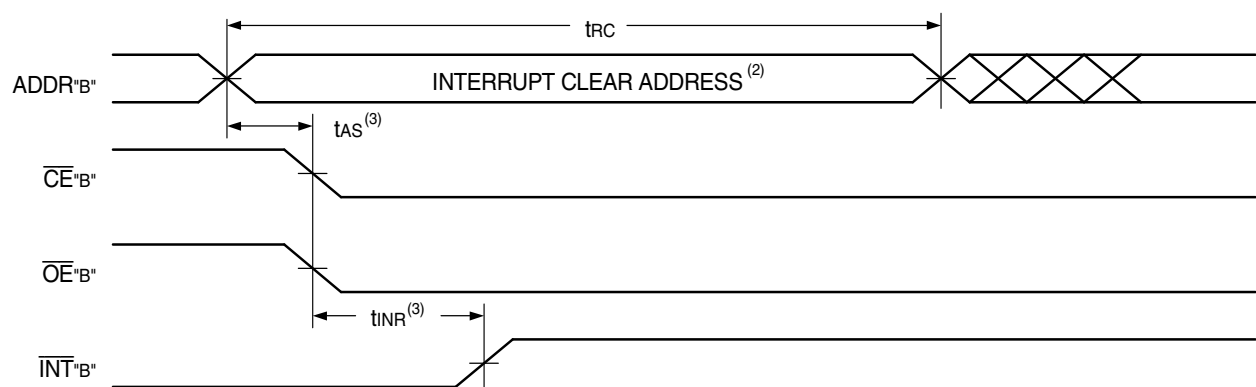 tRC
ADDR"B"
INTERRUPT CLEAR ADDRESS(2)
tAS(3)
CE"B"
OE"B"
tINR(3)
INT"B"